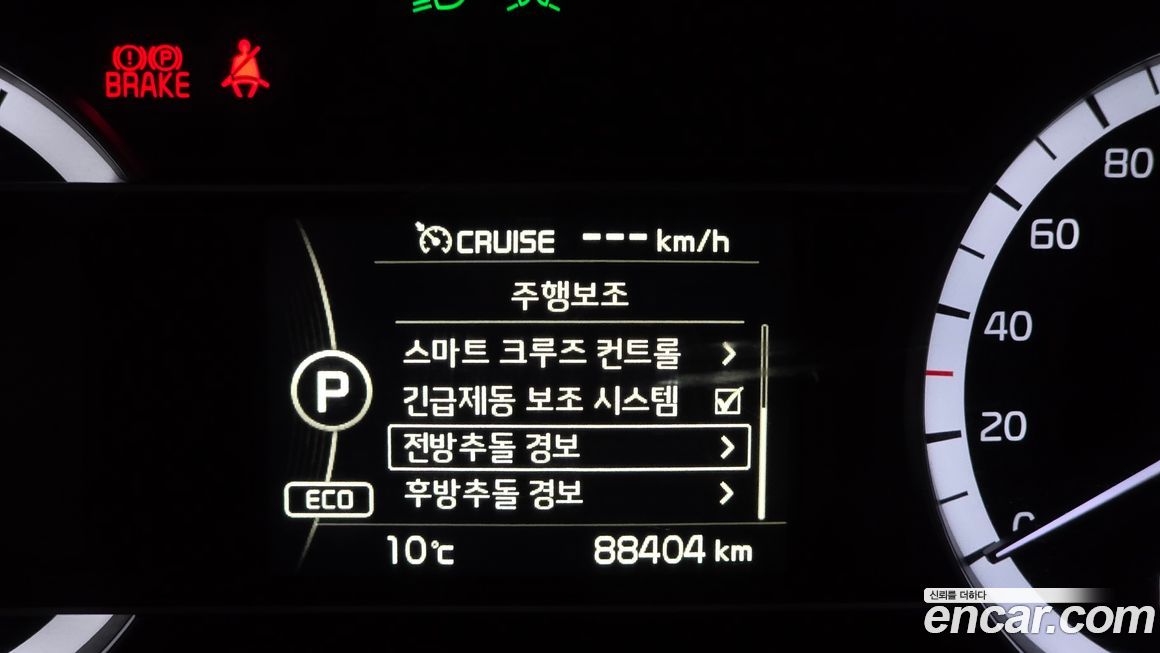 BRAKE
80
CRUISE --- km/h
60
주행보조
스마트 크루즈 컨트롤 >
40
긴급제동 보조 시스템
P
전방추돌 경보 >
20
후방추돌 경보 >
ECO
0
10℃ 88404 km
신뢰를 더하다
encar.com